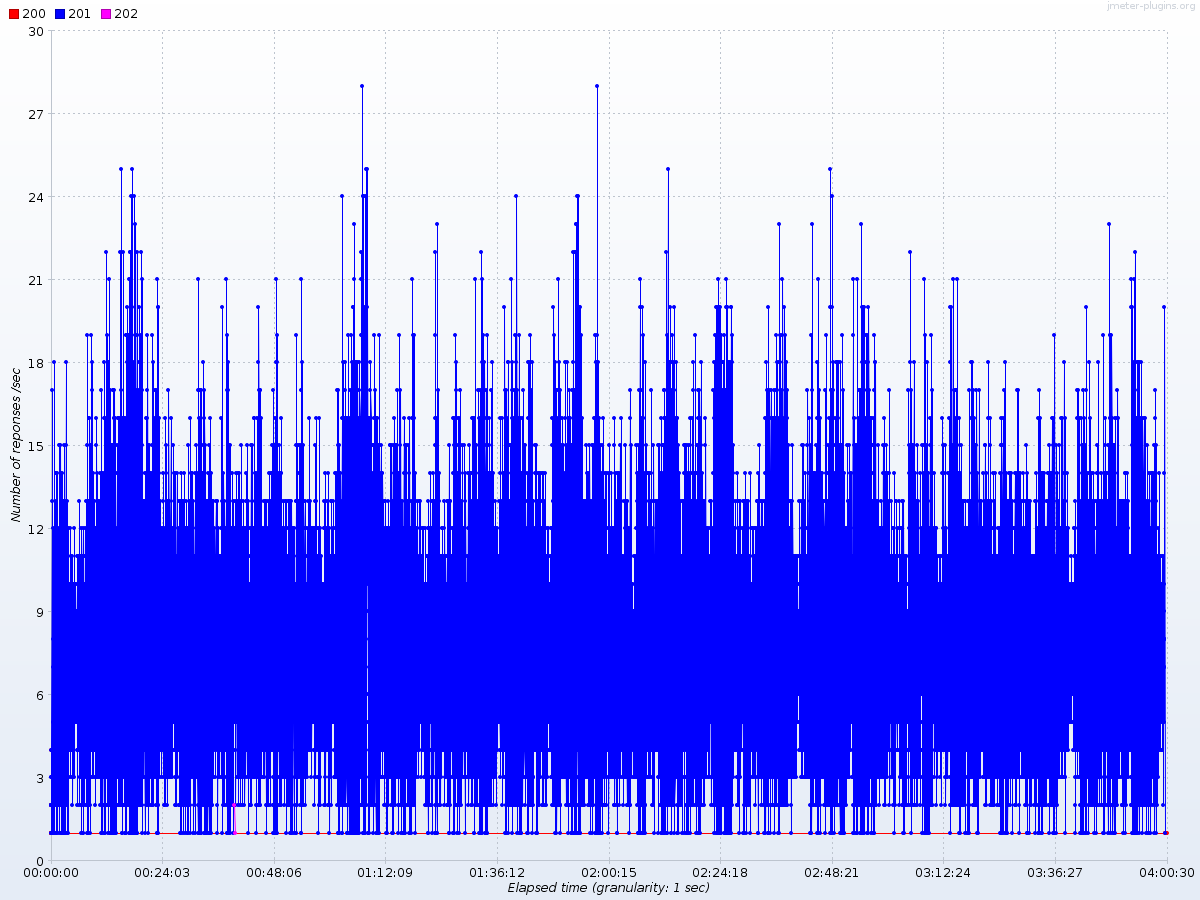 jmeter-plugins.org
200 201 202
30
27
24
21
18
15
12
9
6
3
0
Number of reponses /sec
00:00:00 00:24:03 00:48:06 01:12:09 01:36:12 02:00:15 02:24:18 02:48:21 03:12:24 03:36:27 04:00:30
Elapsed time (granularity: 1 sec)